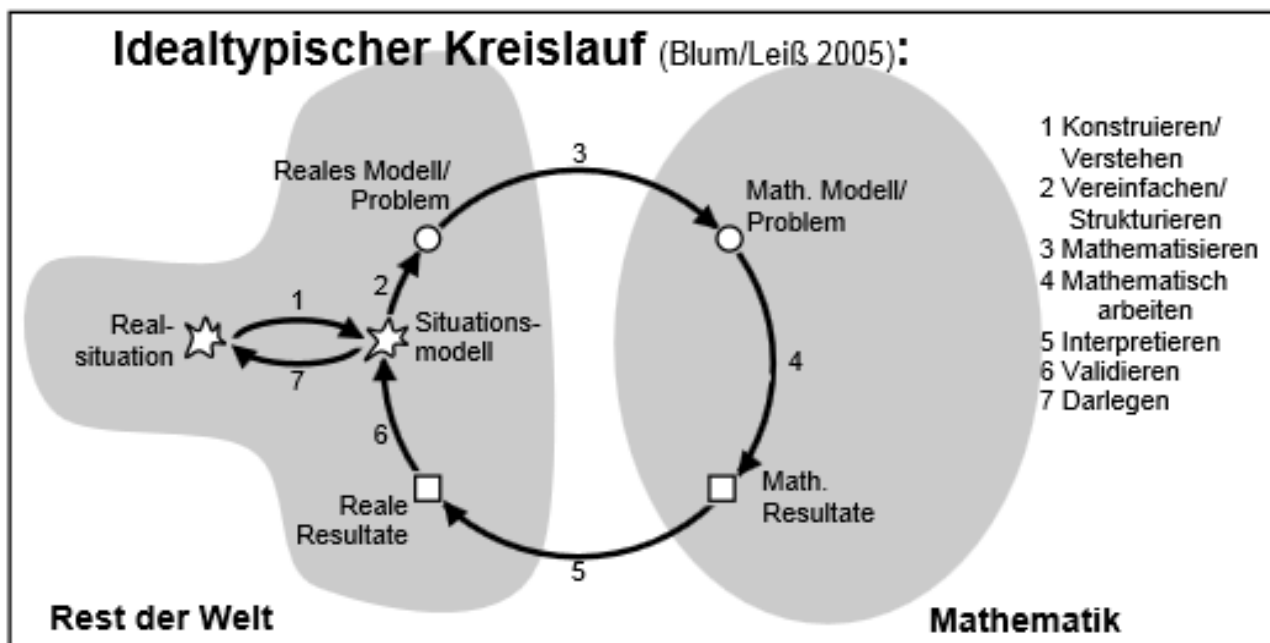 Idealtypischer Kreislauf (Blum/Leiß 2005):
3
Reales Modell/
Problem
Math. Modell/
Problem
2
1
Real-
situation
Situations-
modell
7
4
6
Reale
Resultate
Math.
Resultate
5
Rest der Welt
Mathematik
1 Konstruieren/
Verstehen
2 Vereinfachen/
Strukturieren
3 Mathematisieren
4 Mathematisch
arbeiten
5 Interpretieren
6 Validieren
7 Darlegen